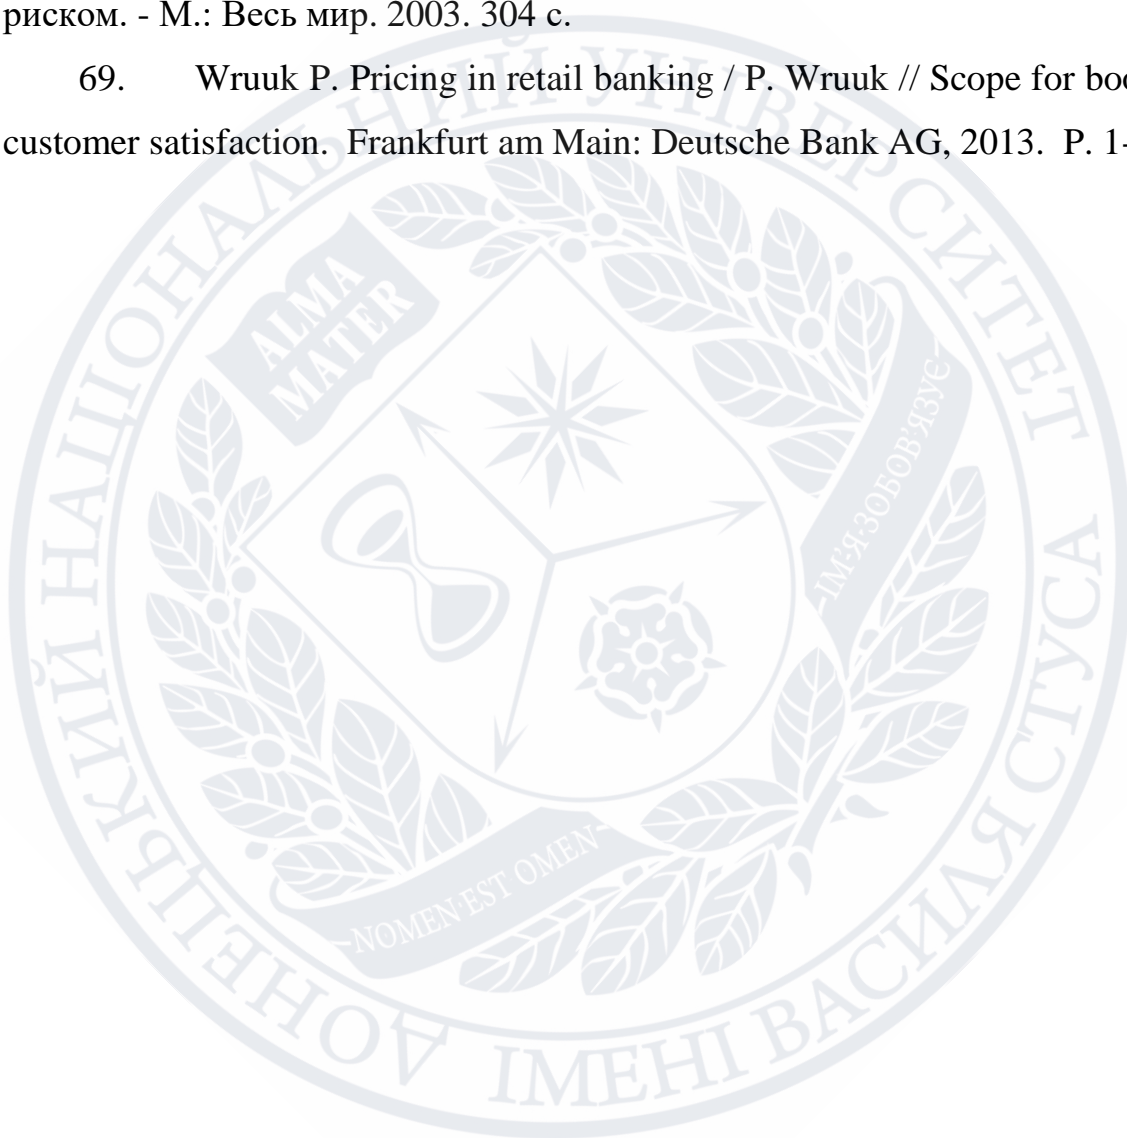 риском. - М.: Весь мир. 2003. 304 с.
69. Wruuk P. Pricing in retail banking / P. Wruuk // Scope for
customer satisfaction. Frankfurt am Main: Deutsche Bank AG, 2013. P. 1-
ДОНЕЦЬКИЙ НАЦІОНАЛЬНИЙ УНІВЕРСИТЕТ
ІМЕНІ ВАСИЛЯ СТУСА
ALMA
MATER
ІМ'Я·ЗОБОВ'ЯЗУЄ
NOMEN·EST OMEN